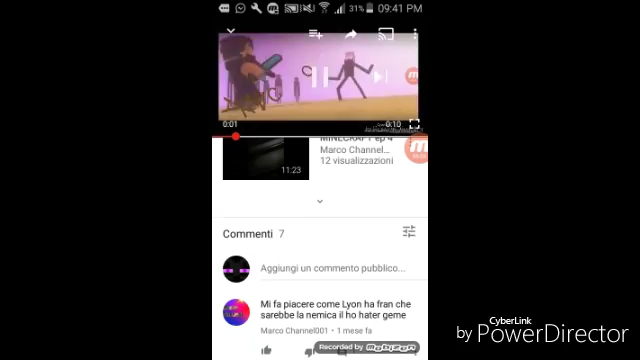 31% 09:41 PM
0:01
0:10
MINECRAFT ep 4
Marco Channel...
12 visualizzazioni
11:23
Commenti 7
Aggiungi un commento pubblico...
Mi fa piacere come Lyon ha fran che
sarebbe la nemica il ho hater geme
Marco Channel001 • 1 mese fa
Recorded by Mobizen
CyberLink
by PowerDirector